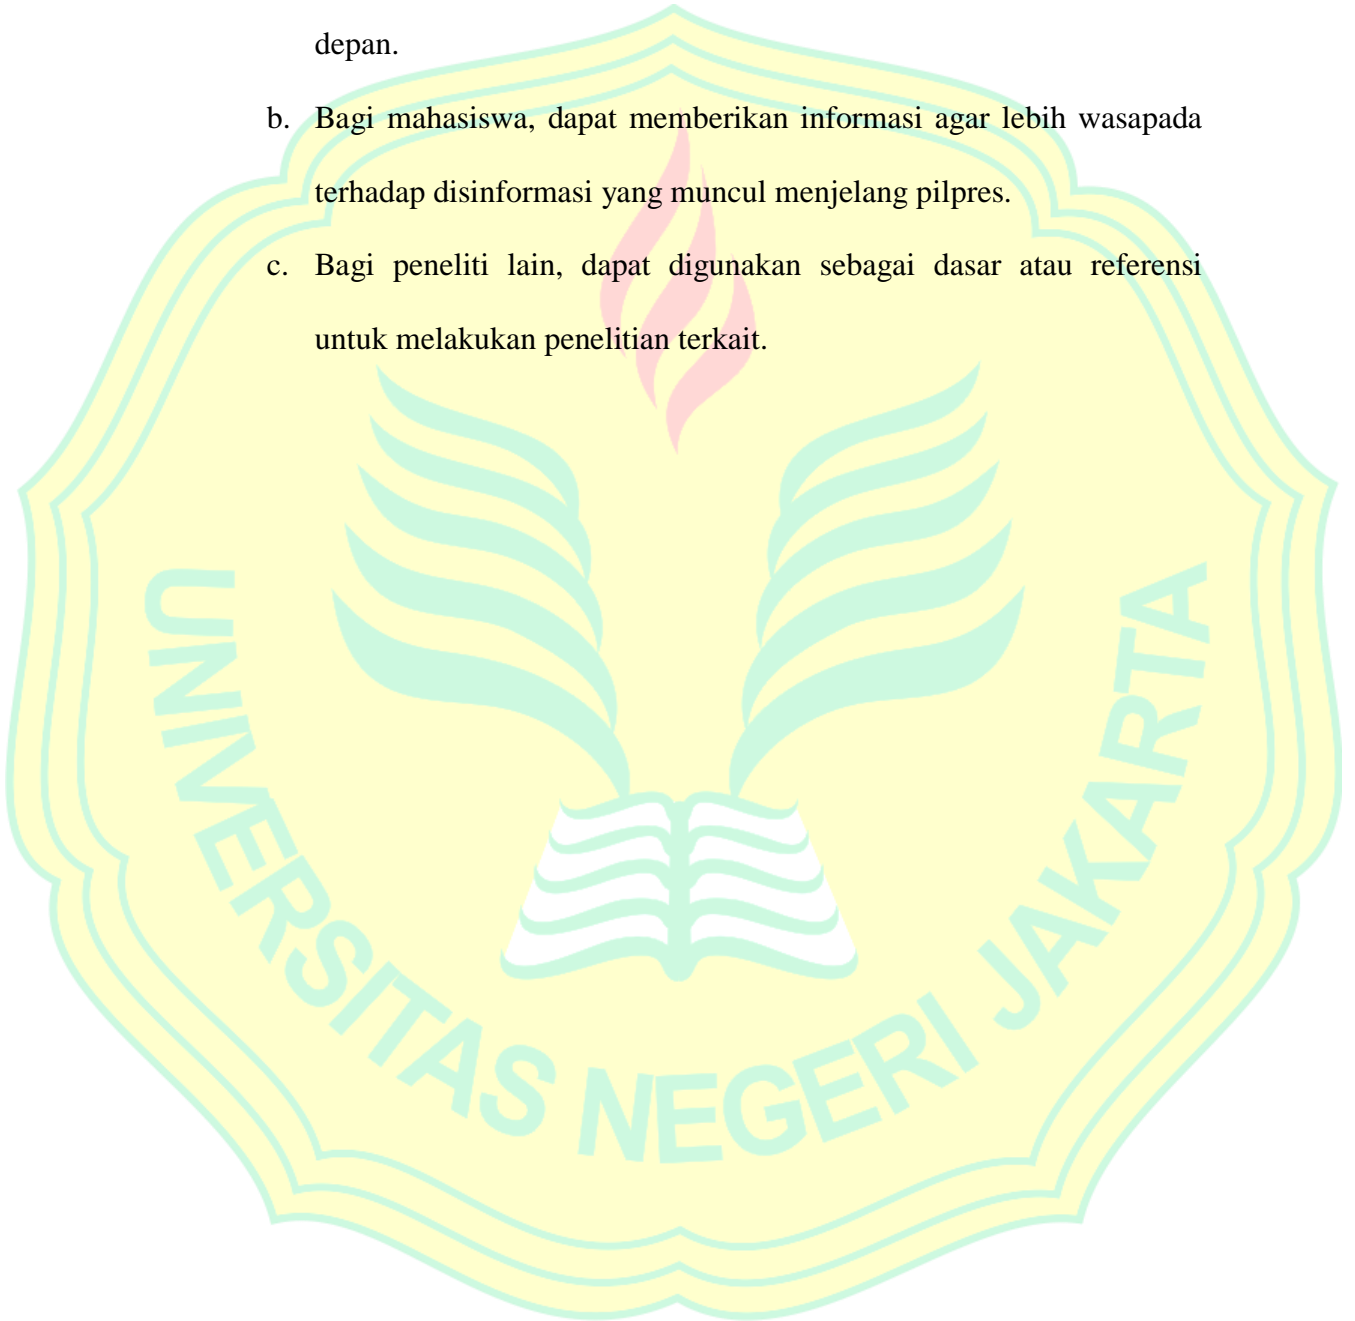 depan.
b. Bagi mahasiswa, dapat memberikan informasi agar lebih wasapada
terhadap disinformasi yang muncul menjelang pilpres.
c. Bagi peneliti lain, dapat digunakan sebagai dasar atau referensi
untuk melakukan penelitian terkait.
UNIVERSITAS NEGERI JAKARTA